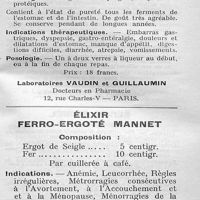 protéiques.
Contient à l'état de pureté tous les ferments
de l'estomac et de l'intestin. De goût très agréable.
Se conserve pendant de longues années.
Indications thérapeutiques. — Embarras gas-
triques, dyspepsie, gastro-entéralgie, douleurs et
dilatations d'estomac, manque d'appétit, diges-
tions difficiles, diarrhée, atrepsie, vomissements.
Posologie. — Un à deux verres à liqueur au début,
ou à la fin de chaque repas.
Prix : 18 francs.
Laboratoires VAUDIN et GUILLAUMIN
Docteurs en Pharmacie
12, rue Charles-V — PARIS.
ÉLIXIR
FERRO-ERGOTÉ MANNET
Composition :
Ergot de Seigle .... 5 centigr.
Fer ................ 10 centigr.
par cuillerée à café.
Indications. — Anémie, Leucorrhée, Règles
irrégulières, Métrorragies consécutives
à l'Avortement, à l'Accouchement et
et à la Ménopause, Ménorragies de la